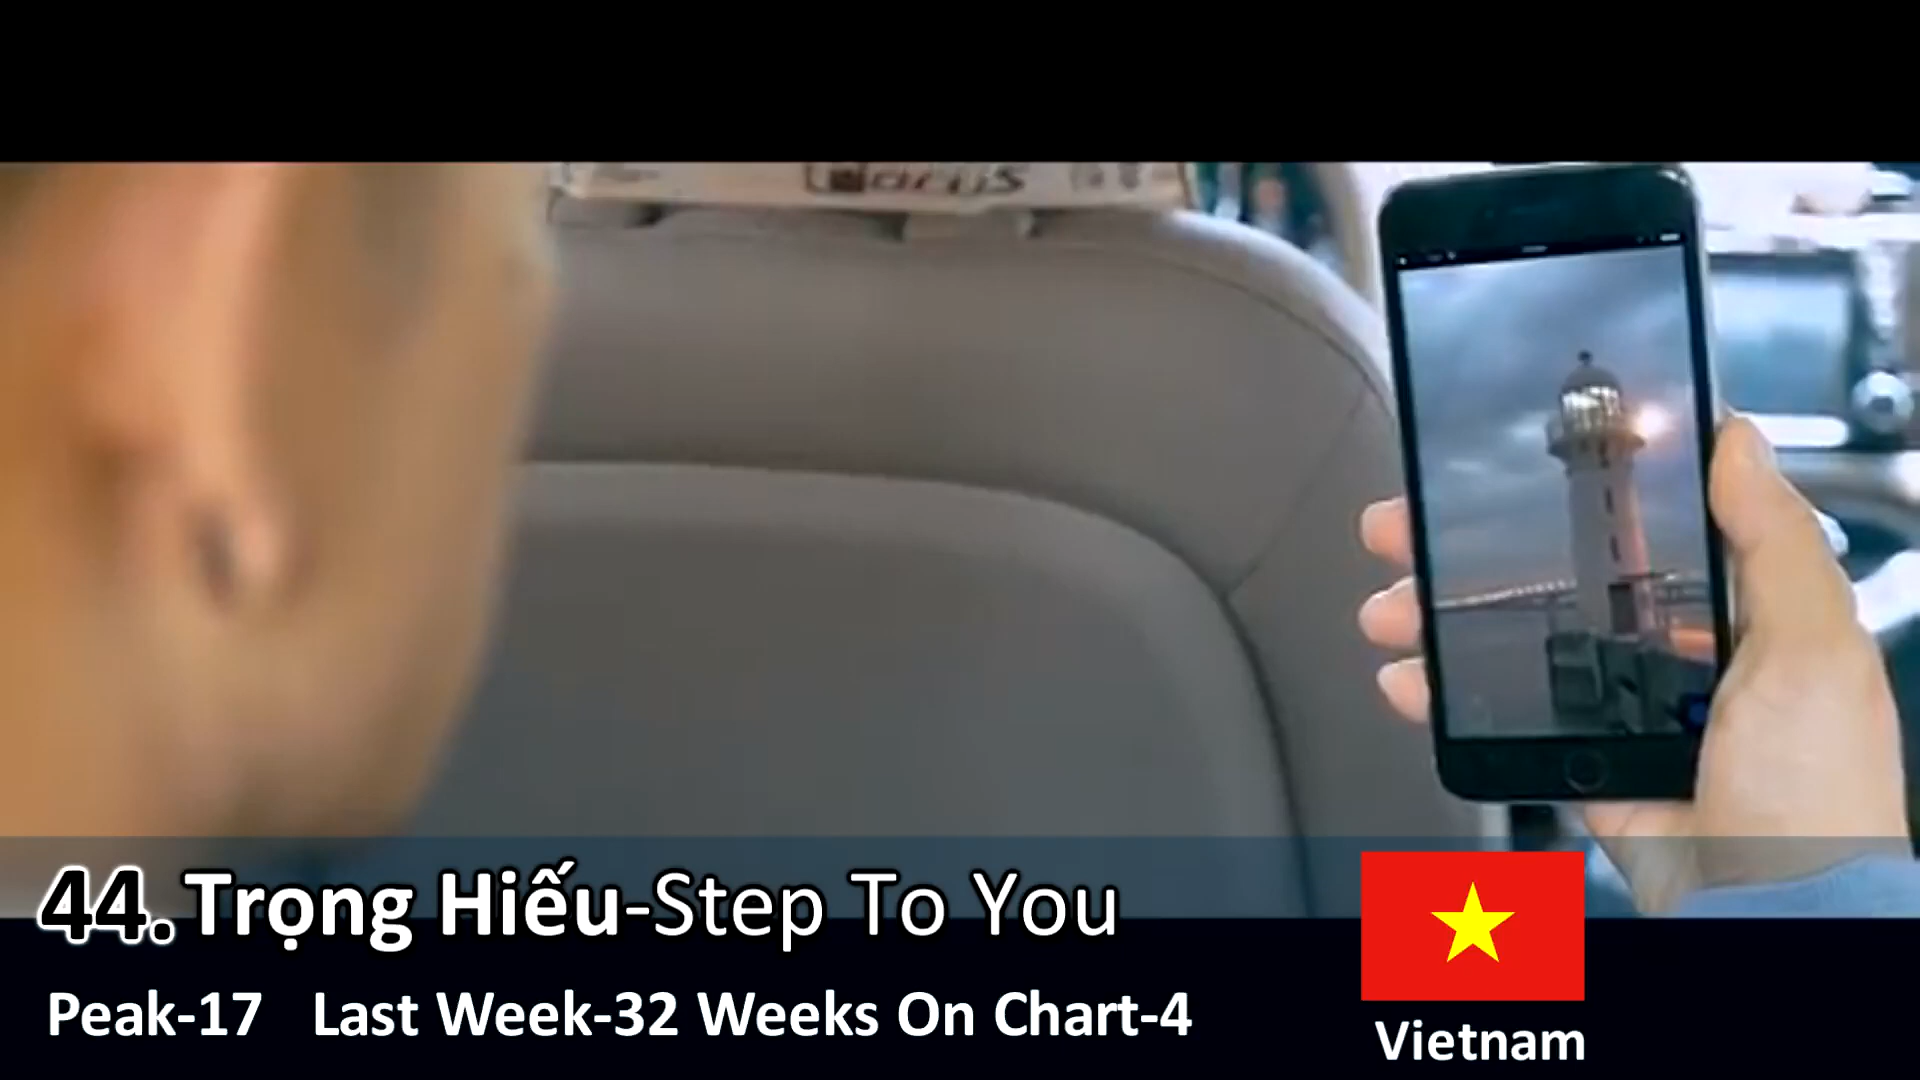 44. Trọng Hiếu-Step To You
Peak-17 Last Week-32 Weeks On Chart-4
Vietnam